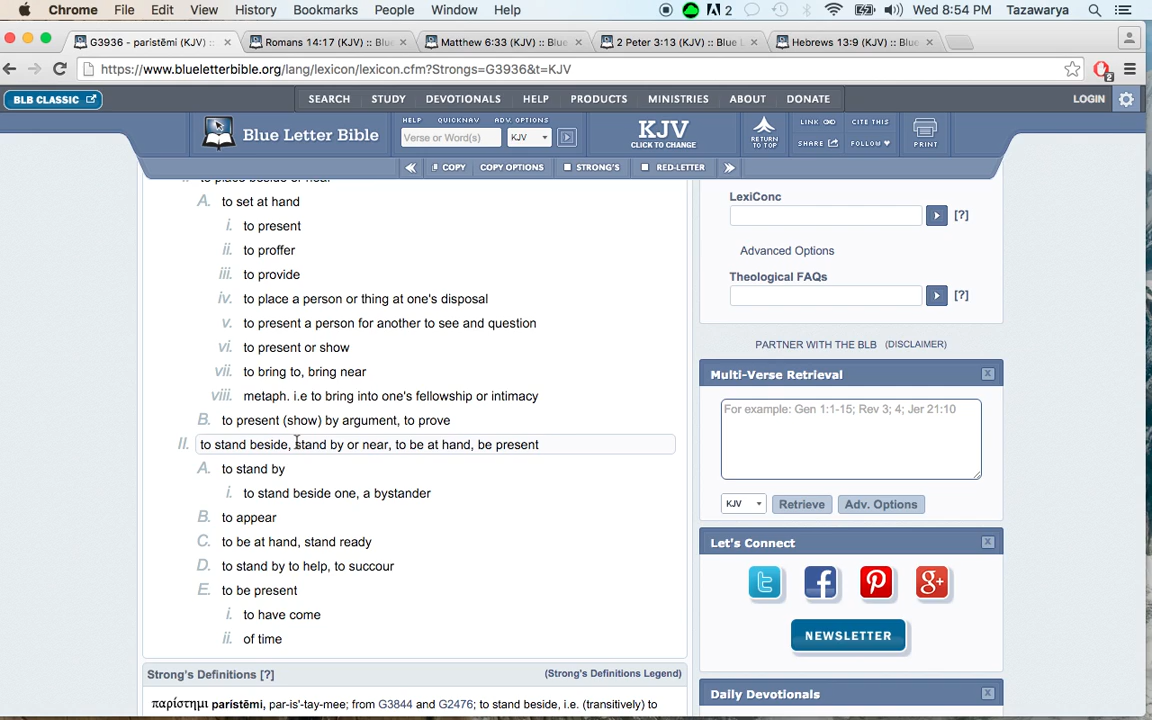 Chrome File Edit View History Bookmarks People Window Help 2 Wed 8:54 PM Tazawarya
G3936 - paristēmi (KJV) :: Romans 14:17 (KJV) :: Blue Matthew 6:33 (KJV) :: Blue 2 Peter 3:13 (KJV) :: Blue Hebrews 13:9 (KJV) :: Blue
https://www.blueletterbible.org/lang/lexicon/lexicon.cfm?Strongs=G3936&t=KJV 2
BLB CLASSIC SEARCH STUDY DEVOTIONALS HELP PRODUCTS MINISTRIES ABOUT DONATE LOGIN
HELP QUICKNAV ADV. OPTIONS
Blue Letter Bible Verse or Word(s) KJV KJV CLICK TO CHANGE RETURN TO TOP LINK CITE THIS SHARE FOLLOW PRINT
COPY COPY OPTIONS STRONG'S RED-LETTER
to place beside or near
A. to set at hand
i. to present
ii. to proffer
iii. to provide
iv. to place a person or thing at one's disposal
v. to present a person for another to see and question
vi. to present or show
vii. to bring to, bring near
viii. metaph. i.e to bring into one's fellowship or intimacy
B. to present (show) by argument, to prove
II. to stand beside, stand by or near, to be at hand, be present
A. to stand by
i. to stand beside one, a bystander
B. to appear
C. to be at hand, stand ready
D. to stand by to help, to succour
E. to be present
i. to have come
ii. of time
Strong's Definitions [?] (Strong's Definitions Legend)
παρίστημι parístēmi, par-is'-tay-mee; from G3844 and G2476; to stand beside, i.e. (transitively) to
LexiConc
[?]
Advanced Options
Theological FAQs
[?]
PARTNER WITH THE BLB (DISCLAIMER)
Multi-Verse Retrieval X
For example: Gen 1:1-15; Rev 3; 4; Jer 21:10
KJV Retrieve Adv. Options
Let's Connect X
NEWSLETTER
Daily Devotionals X